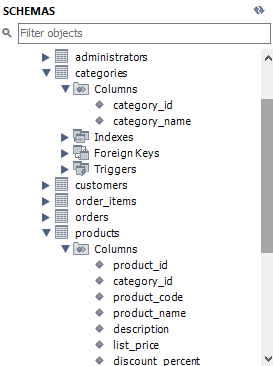 SCHEMAS
Filter objects
administrators
categories
Columns
category_id
category_name
Indexes
Foreign Keys
Triggers
customers
order_items
orders
products
Columns
product_id
category_id
product_code
product_name
description
list_price
discount_percent